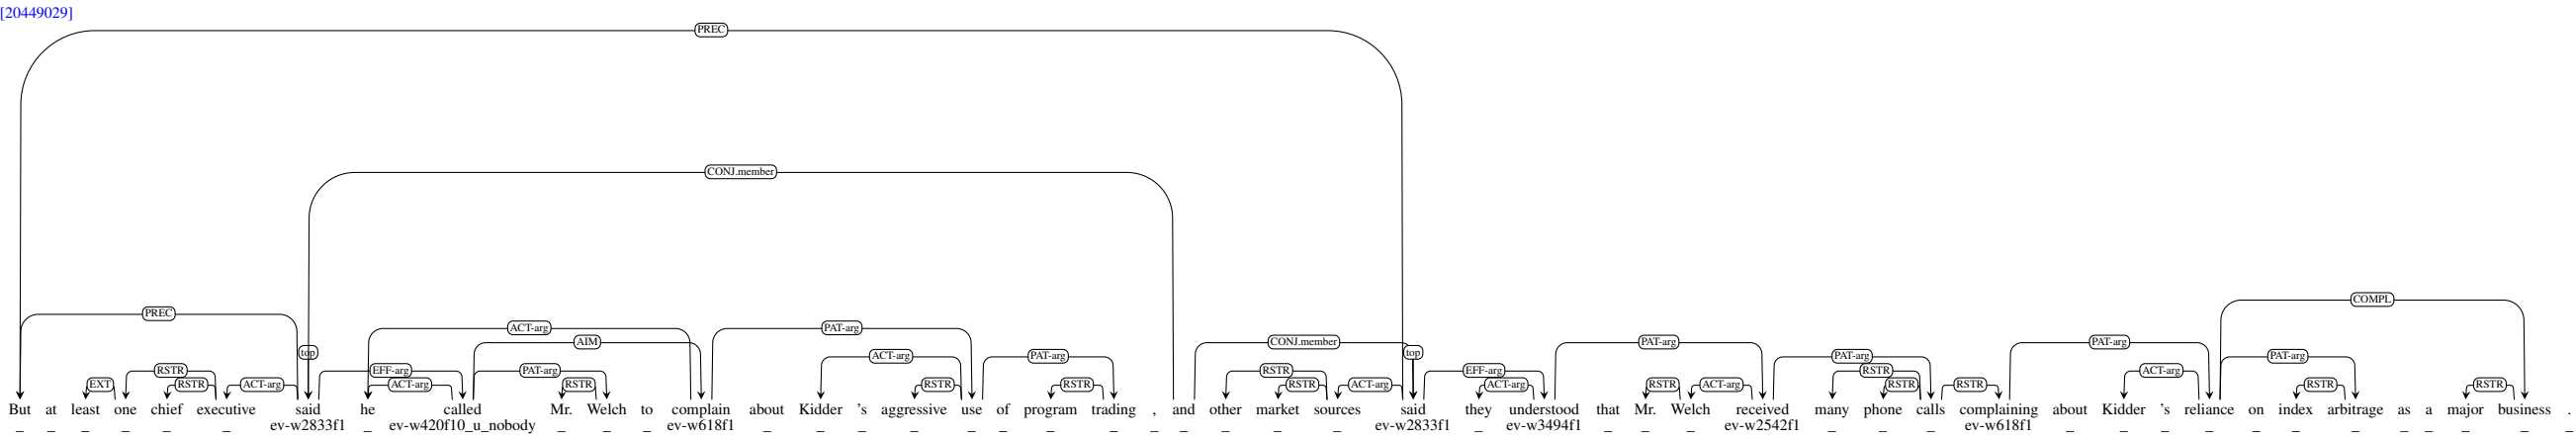 [20449029]
PREC
CONJ.member
COMPL
PREC
ACT-arg PAT-arg
AIM CONJ.member PAT-arg PAT-arg
top top
ACT-arg PAT-arg PAT-arg PAT-arg
RSTR EFF-arg PAT-arg RSTR EFF-arg RSTR ACT-arg
EXT RSTR ACT-arg ACT-arg RSTR RSTR RSTR RSTR ACT-arg ACT-arg RSTR ACT-arg RSTR RSTR RSTR RSTR
But at least one chief executive said he called Mr. Welch to complain about Kidder 's aggressive use of program trading , and other market sources said they understood that Mr. Welch received many phone calls complaining about Kidder 's reliance on index arbitrage as a major business .
_ _ _ _ _ _ ev-w2833f1 _ ev-w420f10_u_nobody _ _ _ ev-w618f1 _ _ _ _ _ _ _ _ _ _ _ _ _ ev-w2833f1 _ ev-w3494f1 _ _ _ ev-w2542f1 _ _ _ ev-w618f1 _ _ _ _ _ _ _ _ _ _ _ _